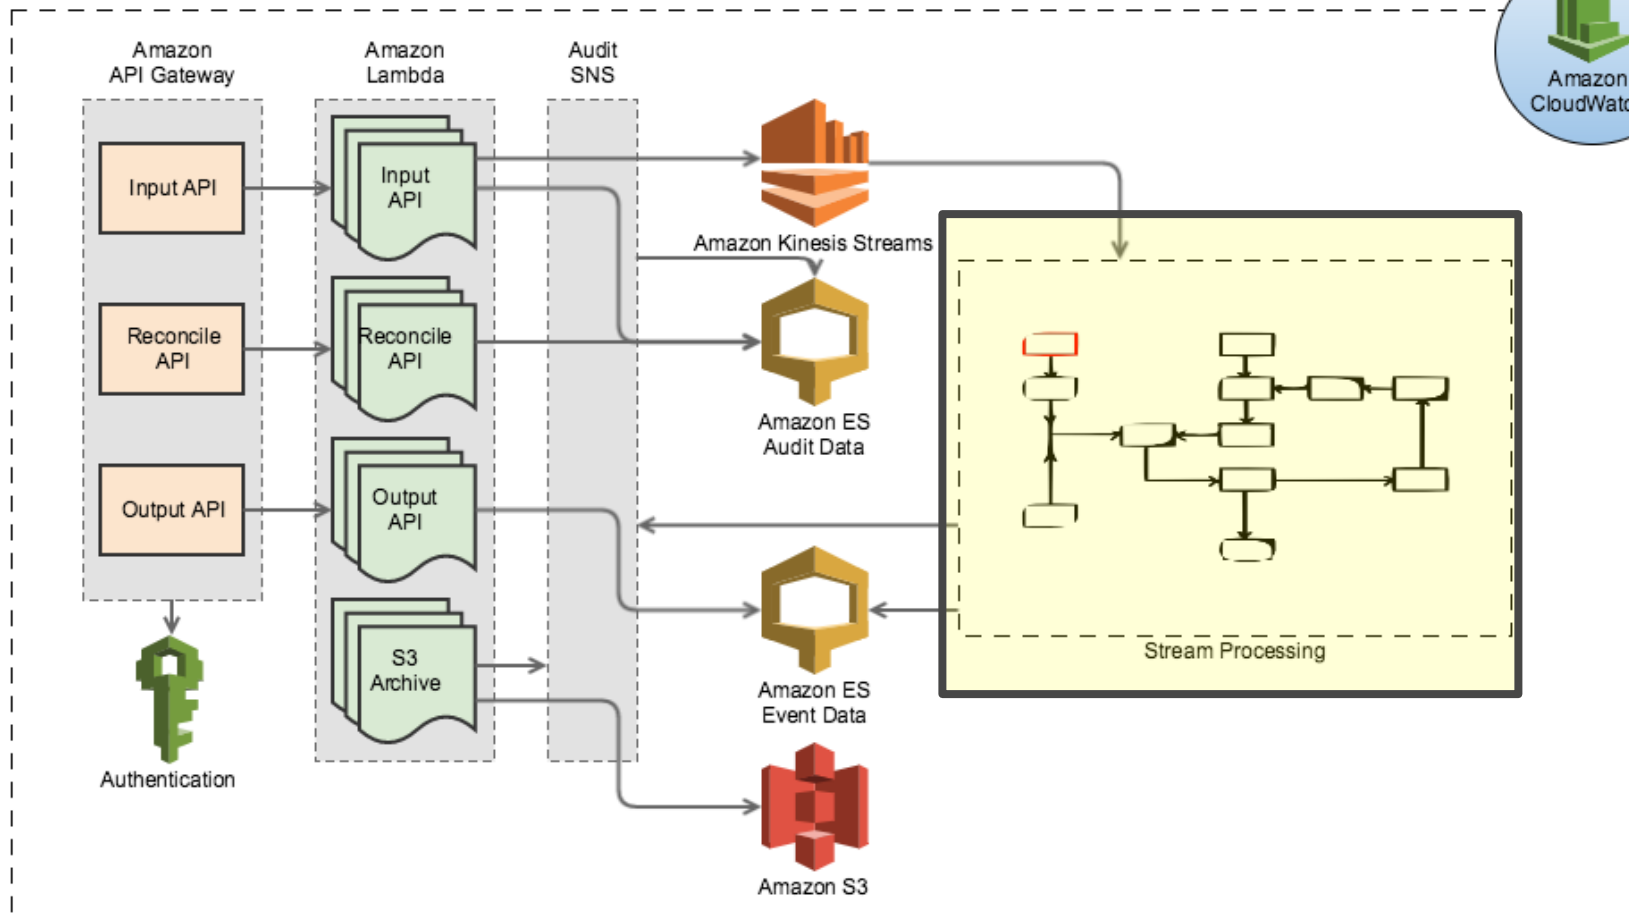 Amazon
API Gateway
Amazon
Lambda
Audit
SNS
Amazon
Input API
Input
API
Amazon Kinesis Streams
Reconcile
API
Reconcile
API
Amazon ES
Audit Data
Output API
Output
API
Stream Processing
S3
Archive
Amazon ES
Event Data
Authentication
Amazon S3